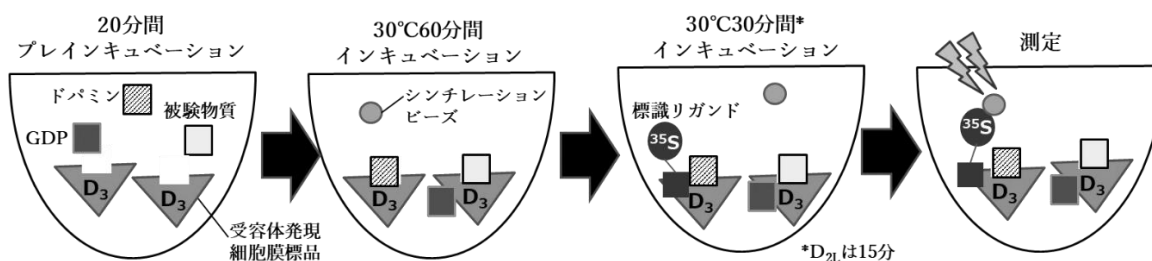 20分間
プレインキュベーション
30℃60分間
インキュベーション
30℃30分間*
インキュベーション
測定
ドパミン
被験物質
GDP
D3
D3
受容体発現
細胞膜標品
シンチレーション
ビーズ
D3
D3
標識リガンド
35S
D3
D3
*D2Lは15分
35S
D3
D3